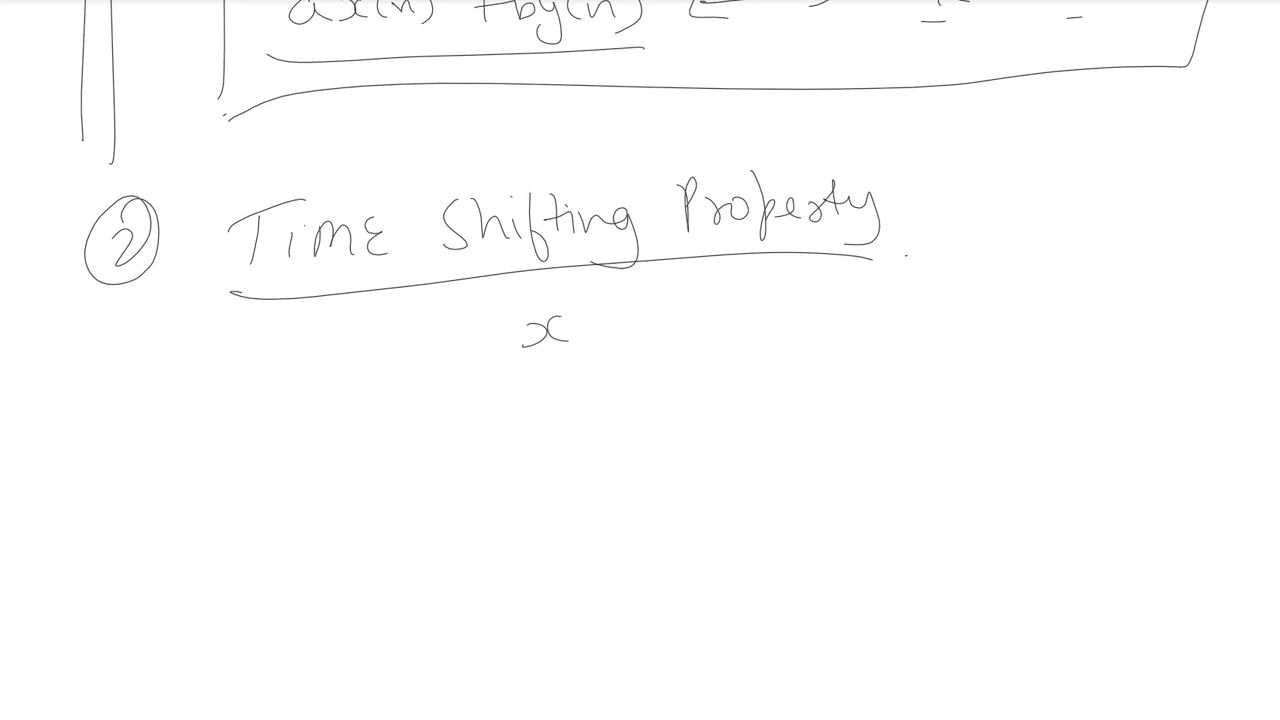 ax(n) + by(n)
② TIME Shifting Property.
x